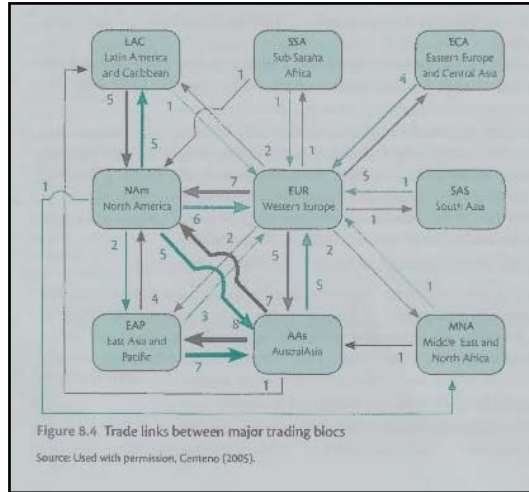 LAC
Latin America
and Caribbean
SSA
Sub-Sahara
Africa
ECA
Eastern Europe
and Central Asia
1
1
4
5
5
1
2
1
1
5
1
NAm
North America
7
6
EUR
Western Europe
1
1
SAS
South Asia
2
4
5
2
3
8
7
5
5
2
1
EAP
East Asia and
Pacific
7
AAs
AustralAsia
1
1
MNA
Middle East and
North Africa
Figure 8.4 Trade links between major trading blocs
Source: Used with permission, Centeno (2005).